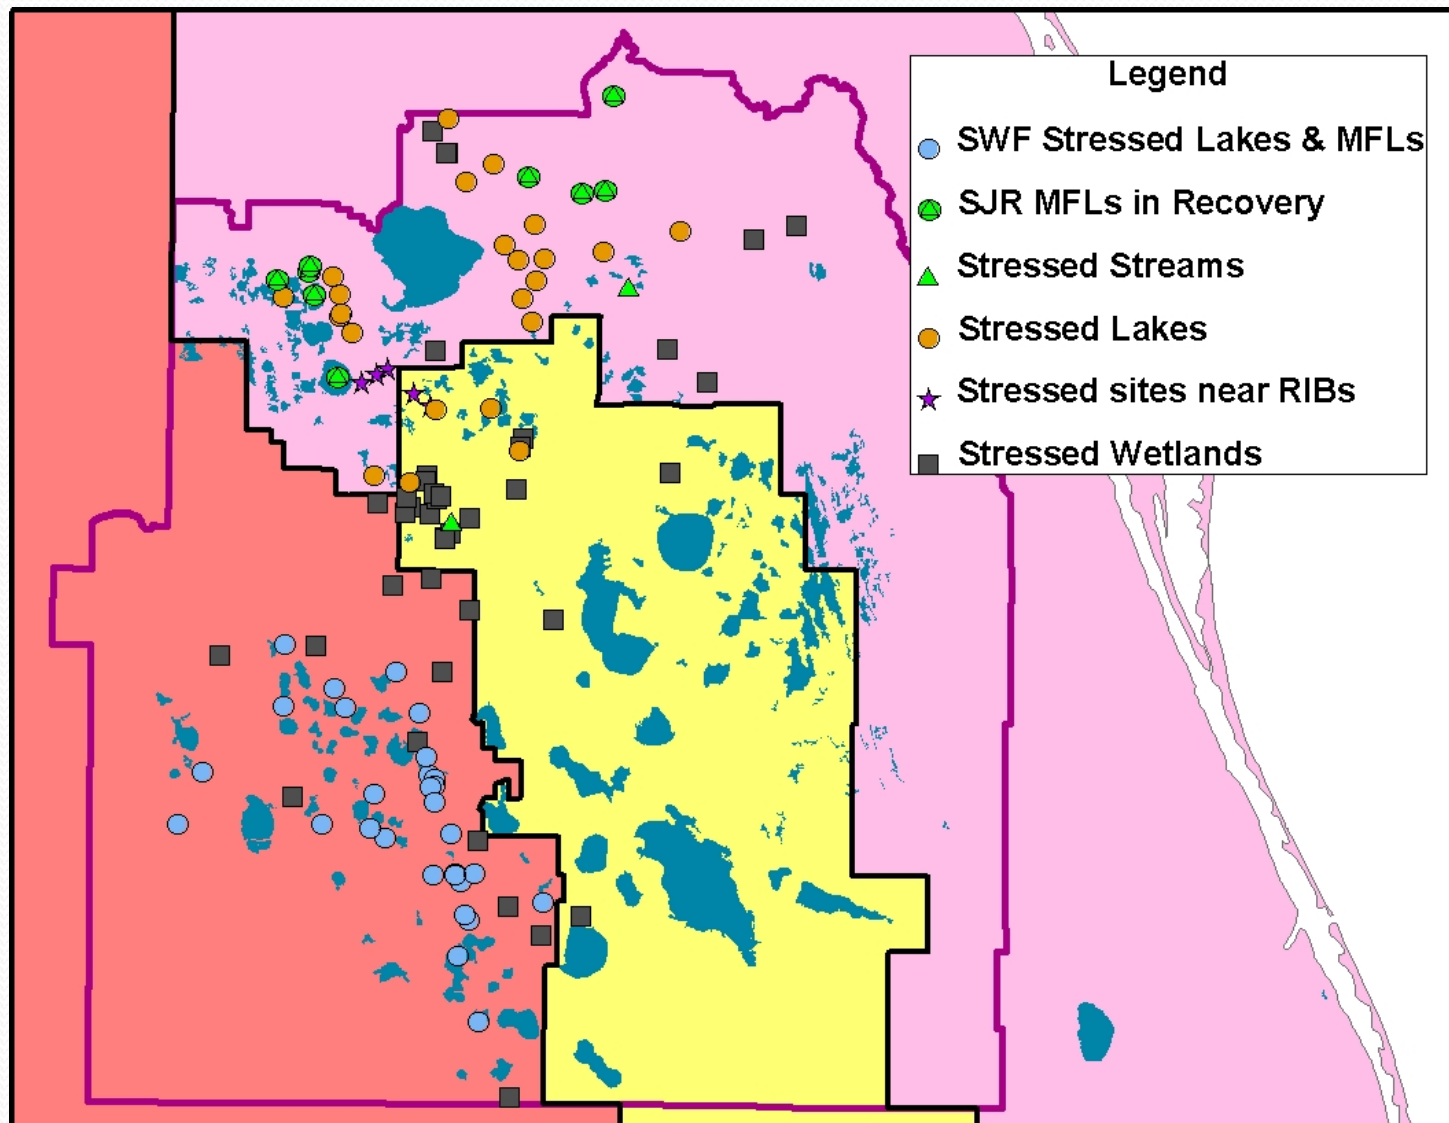 Legend
SWF Stressed Lakes & MFLs
SJR MFLs in Recovery
Stressed Streams
Stressed Lakes
Stressed sites near RIBs
Stressed Wetlands